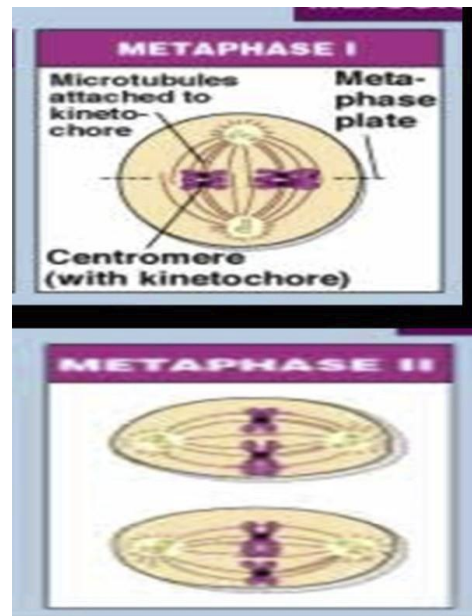 METAPHASE I
Microtubules
attached to
kineto-
chore
Meta-
phase
plate
Centromere
(with kinetochore)
METAPHASE II